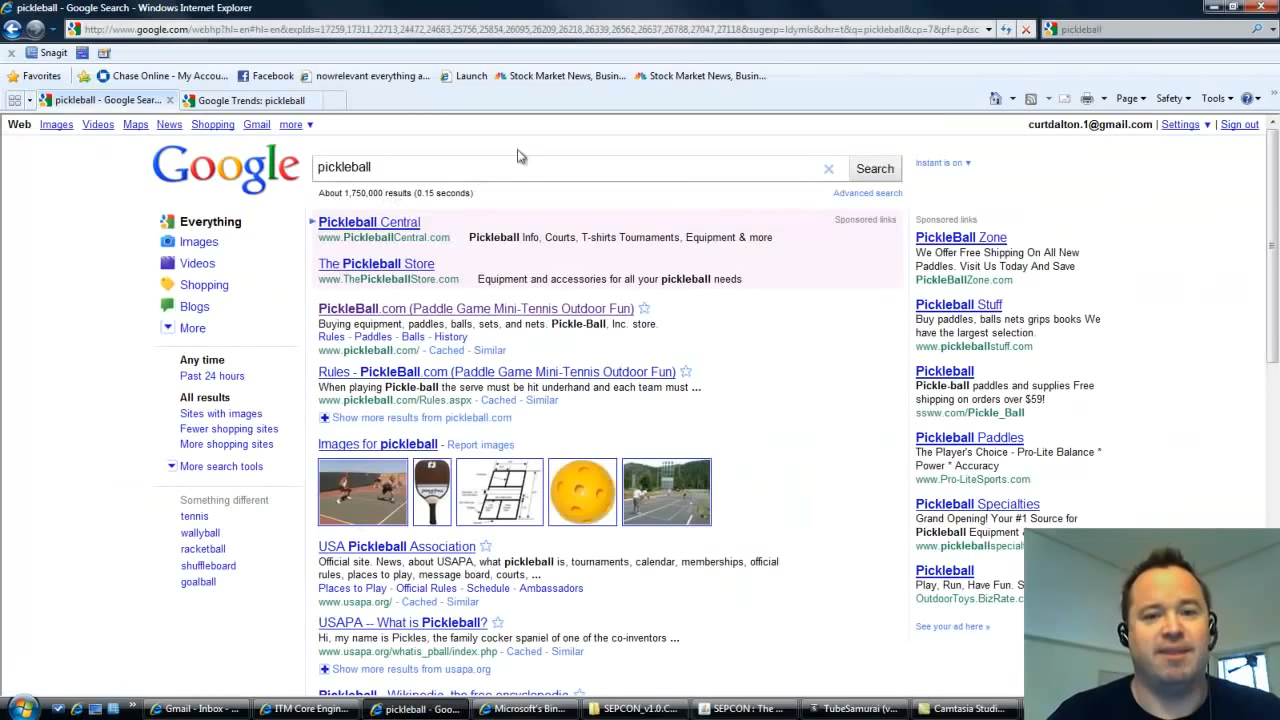 pickleball - Google Search - Windows Internet Explorer
pickleball
Snagit
Favorites Chase Online - My Accou... Facebook nowrelevant everything a... Launch Stock Market News, Busin... Stock Market News, Busin...
pickleball - Google Sear... Google Trends: pickleball Page Safety Tools
Web Images Videos Maps News Shopping Gmail more curtdalton.1@gmail.com | Settings | Sign out
Google pickleball Search Instant is on
About 1,750,000 results (0.15 seconds) Advanced search
Everything
Images
Videos
Shopping
Blogs
More
Any time
Past 24 hours
All results
Sites with images
Fewer shopping sites
More shopping sites
More search tools
Something different
tennis
wallyball
racketball
shuffleboard
goalball
Pickleball Central Sponsored links
www.PickleballCentral.com Pickleball Info, Courts, T-shirts Tournaments, Equipment & more
The Pickleball Store
www.ThePickleballStore.com Equipment and accessories for all your pickleball needs
PickleBall.com (Paddle Game Mini-Tennis Outdoor Fun)
Buying equipment, paddles, balls, sets, and nets. Pickle-Ball, Inc. store.
Rules - Paddles - Balls - History
www.pickleball.com/ - Cached - Similar
Rules - PickleBall.com (Paddle Game Mini-Tennis Outdoor Fun)
When playing Pickle-ball the serve must be hit underhand and each team must ...
www.pickleball.com/Rules.aspx - Cached - Similar
Show more results from pickleball.com
Images for pickleball - Report images
USA Pickleball Association
Official site. News, about USAPA, what pickleball is, tournaments, calendar, memberships, official
rules, places to play, message board, courts, ...
Places to Play - Official Rules - Schedule - Ambassadors
www.usapa.org/ - Cached - Similar
USAPA -- What is Pickleball?
Hi, my name is Pickles, the family cocker spaniel of one of the co-inventors ...
www.usapa.org/whatis_pball/index.php - Cached - Similar
Show more results from usapa.org
Pickleball - Wikipedia, the free encyclopedia
Sponsored links
PickleBall Zone
We Offer Free Shipping On All New
Paddles. Visit Us Today And Save
PickleBallZone.com
Pickleball Stuff
Buy paddles, balls nets grips books We
have the largest selection.
www.pickleballstuff.com
Pickleball
Pickle-ball paddles and supplies Free
shipping on orders over $59!
ssww.com/Pickle_Ball
Pickleball Paddles
The Player's Choice - Pro-Lite Balance *
Power * Accuracy
www.Pro-LiteSports.com
Pickleball Specialties
Grand Opening! Your #1 Source for
Pickleball Equipment
www.pickleballspecialt
Pickleball
Play, Run, Have Fun. S
OutdoorToys.BizRate.c
See your ad here »
Gmail - Inbox - ... ITM Core Engin... pickleball - Goo... Microsoft's Bin... SEPCON_v1.0.C... SEPCON : The ... TubeSamurai (v... Camtasia Studi...